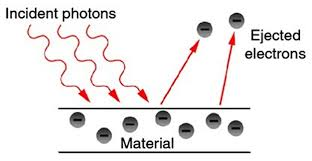 Incident photons
Ejected
electrons
Material